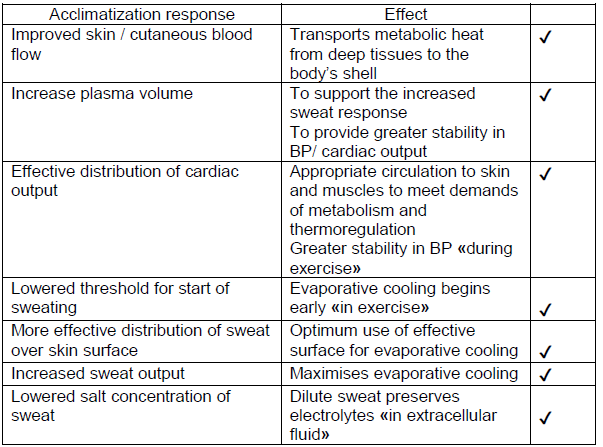 Acclimatization response Effect
Improved skin / cutaneous blood
flow
Transports metabolic heat
from deep tissues to the
body's shell
✓
Increase plasma volume
To support the increased
sweat response
To provide greater stability in
BP/ cardiac output
✓
Effective distribution of cardiac
output
Appropriate circulation to skin
and muscles to meet demands
of metabolism and
thermoregulation
Greater stability in BP «during
exercise»
✓
Lowered threshold for start of
sweating
Evaporative cooling begins
early «in exercise»
✓
More effective distribution of sweat
over skin surface
Optimum use of effective
surface for evaporative cooling
✓
Increased sweat output
Maximises evaporative cooling
✓
Lowered salt concentration of
sweat
Dilute sweat preserves
electrolytes «in extracellular
fluid»
✓